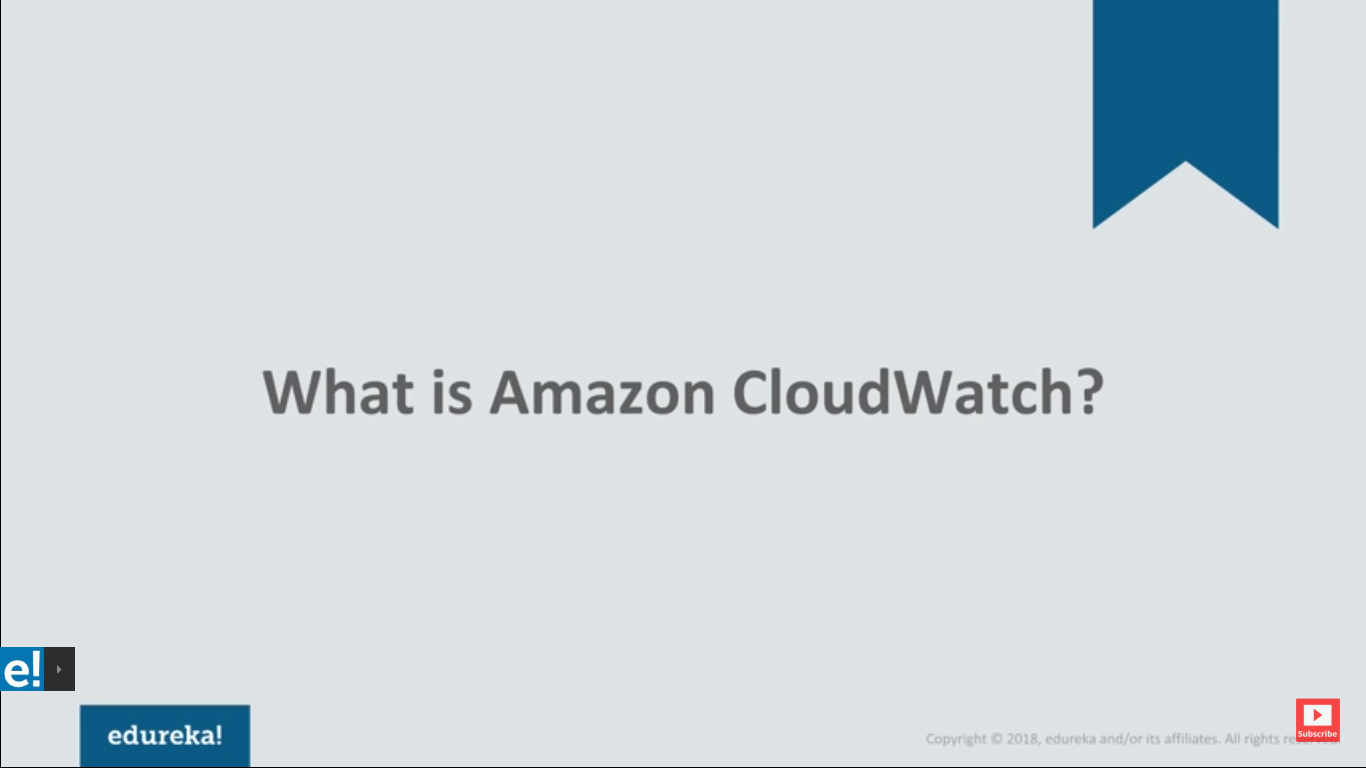 What is Amazon CloudWatch?
e!
edureka!
Copyright © 2018, edureka and/or its affiliates. All rights
Subscribe